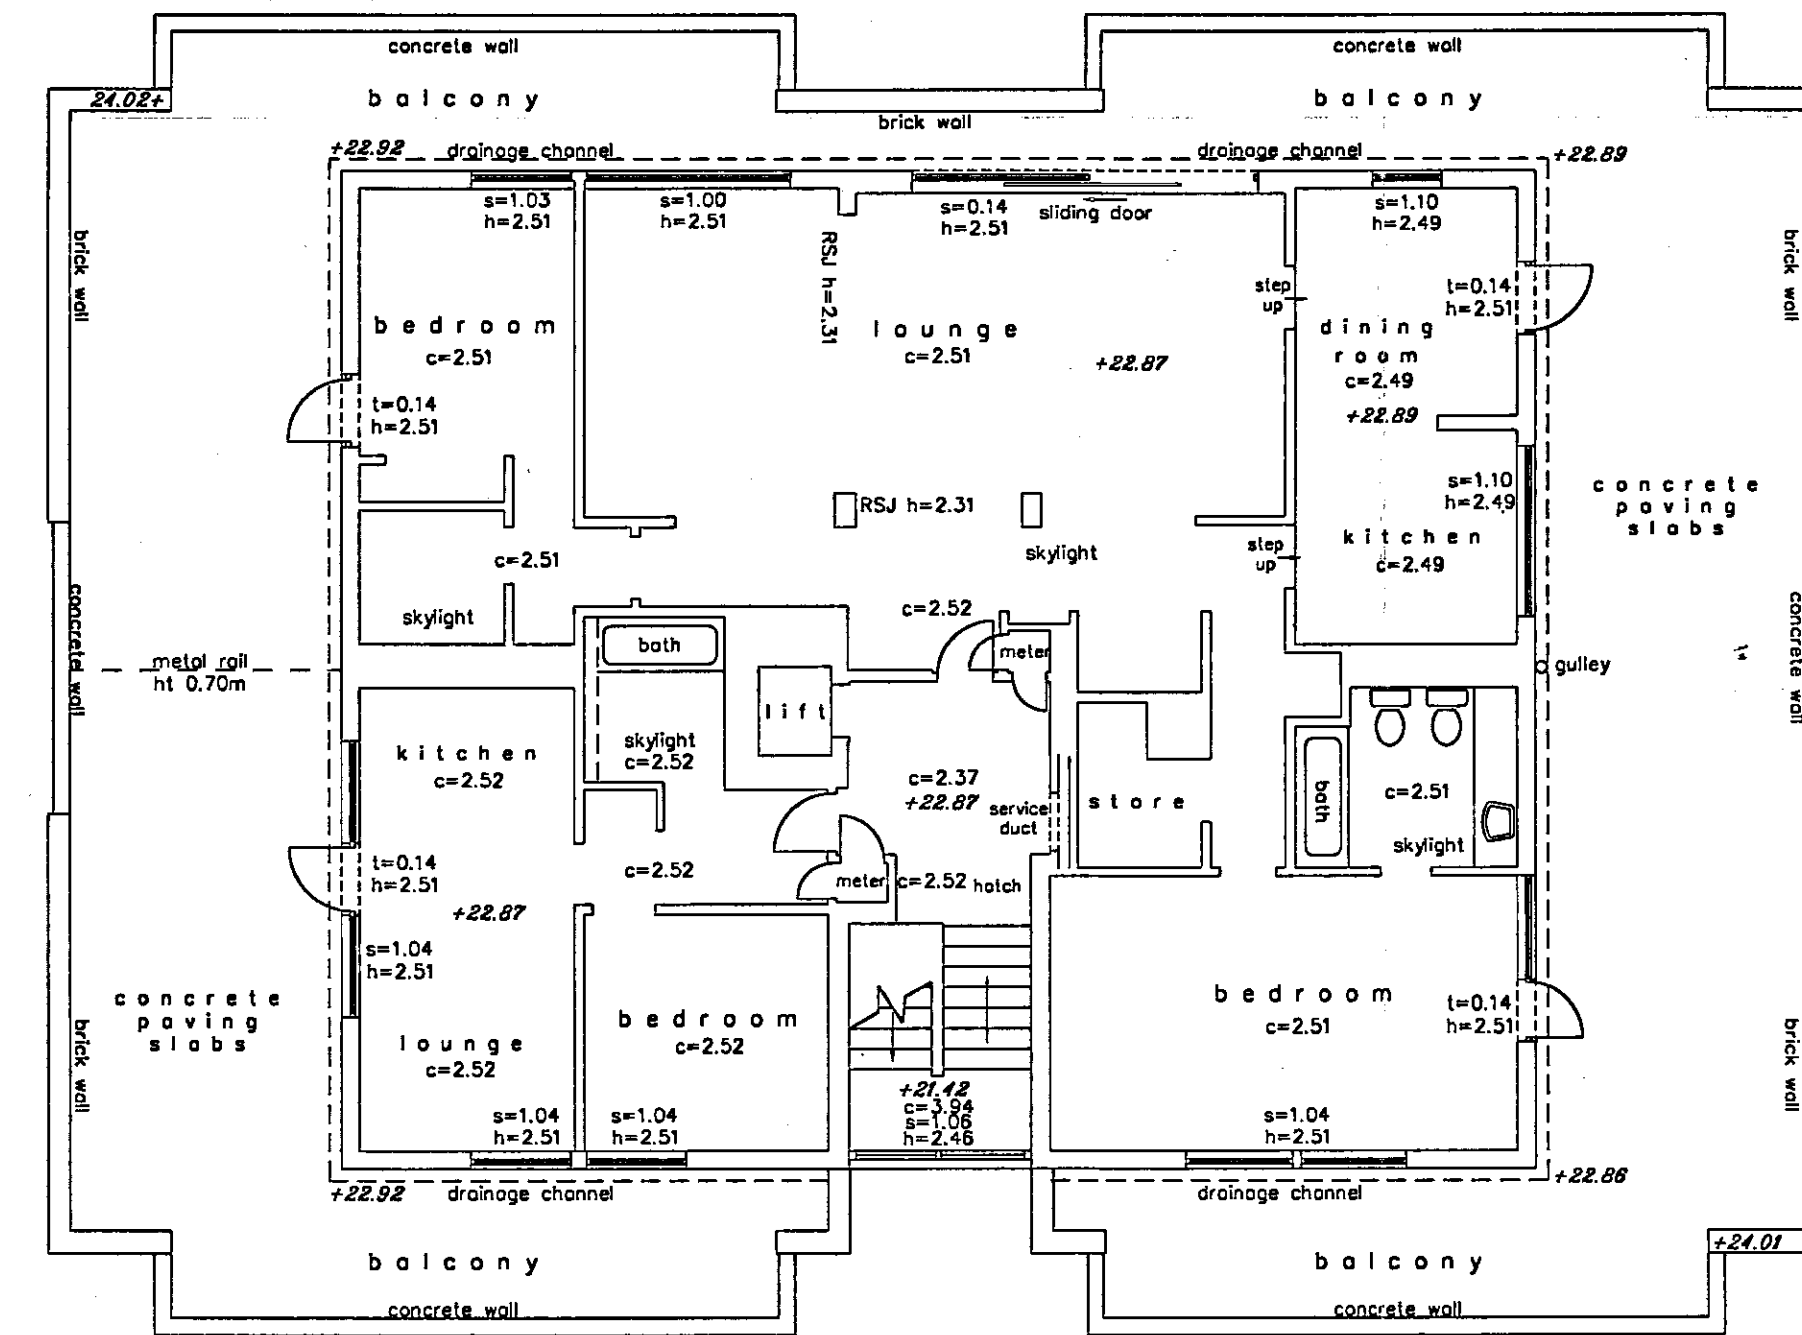 concrete wall
concrete wall
24.02+
balcony
balcony
brick wall
+22.92
drainage channel
drainage channel
+22.89
s=1.03
h=2.51
s=1.00
h=2.51
s=0.14
h=2.51
sliding door
s=1.10
h=2.49
brick wall
RSJ h=2.31
brick wall
step
up
t=0.14
h=2.51
bedroom
c=2.51
lounge
c=2.51
+22.87
dining
room
c=2.49
+22.89
t=0.14
h=2.51
s=1.10
h=2.49
concrete
paving
slabs
RSJ h=2.31
kitchen
c=2.49
skylight
step
up
c=2.51
concrete wall
concrete wall
skylight
c=2.52
bath
meter
metal rail
ht 0.70m
gulley
lift
kitchen
c=2.52
skylight
c=2.52
c=2.37
+22.87
service
duct
store
bath
c=2.51
skylight
t=0.14
h=2.51
c=2.52
meter
c=2.52
hatch
+22.87
s=1.04
h=2.51
concrete
paving
slabs
lounge
c=2.52
bedroom
c=2.52
bedroom
c=2.51
t=0.14
h=2.51
brick wall
brick wall
+21.42
c=3.94
s=1.06
h=2.46
s=1.04
h=2.51
s=1.04
h=2.51
s=1.04
h=2.51
+22.92
drainage channel
drainage channel
+22.86
+24.01
balcony
balcony
concrete wall
concrete wall